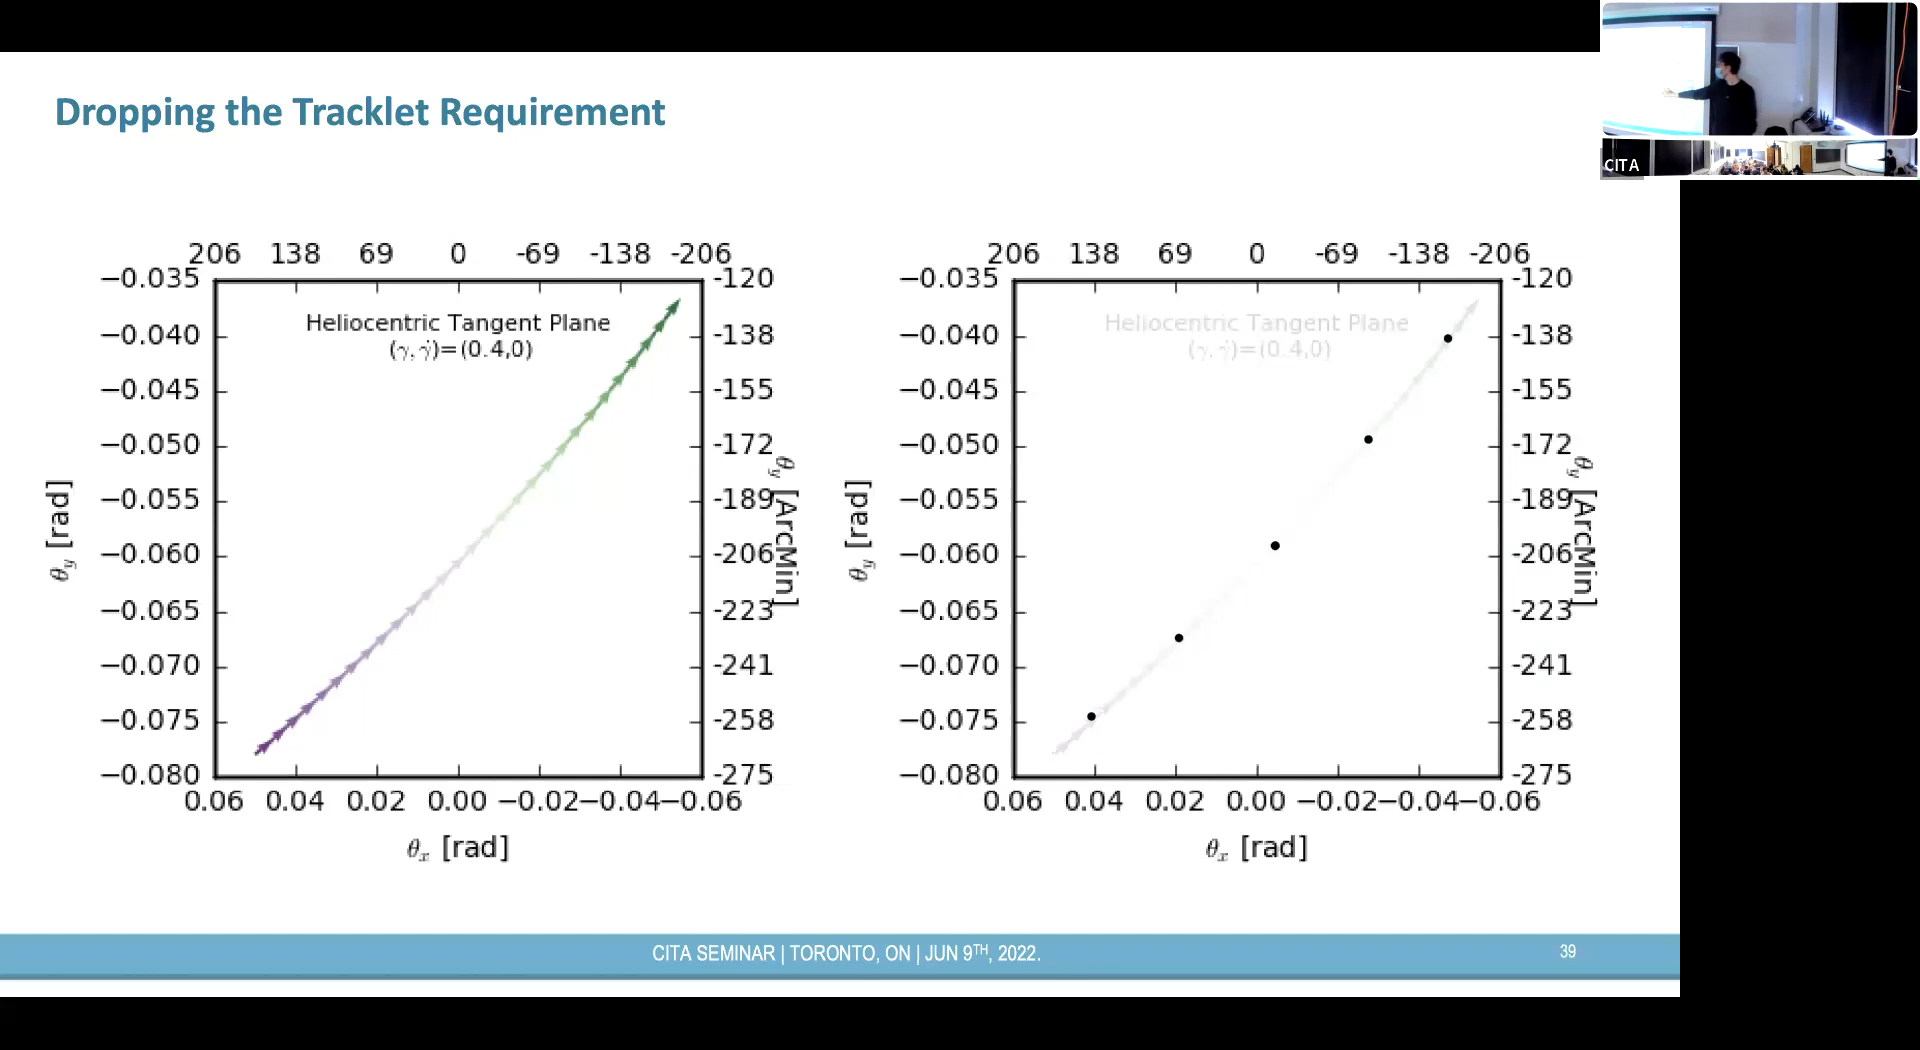 Dropping the Tracklet Requirement
CITA
206 138 69 0 -69 -138 -206
−0.035
−0.040
−0.045
−0.050
−0.055
−0.060
−0.065
−0.070
−0.075
−0.080
θy [rad]
Heliocentric Tangent Plane
(γ, γ̇)=(0.4,0)
-120
-138
-155
-172
-189
-206
-223
-241
-258
-275
θy [ArcMin]
0.06 0.04 0.02 0.00 −0.02 −0.04 −0.06
θx [rad]
206 138 69 0 -69 -138 -206
−0.035
−0.040
−0.045
−0.050
−0.055
−0.060
−0.065
−0.070
−0.075
−0.080
θy [rad]
Heliocentric Tangent Plane
(γ, γ̇)=(0.4,0)
-120
-138
-155
-172
-189
-206
-223
-241
-258
-275
θy [ArcMin]
0.06 0.04 0.02 0.00 −0.02 −0.04 −0.06
θx [rad]
CITA SEMINAR | TORONTO, ON | JUN 9TH, 2022.
39